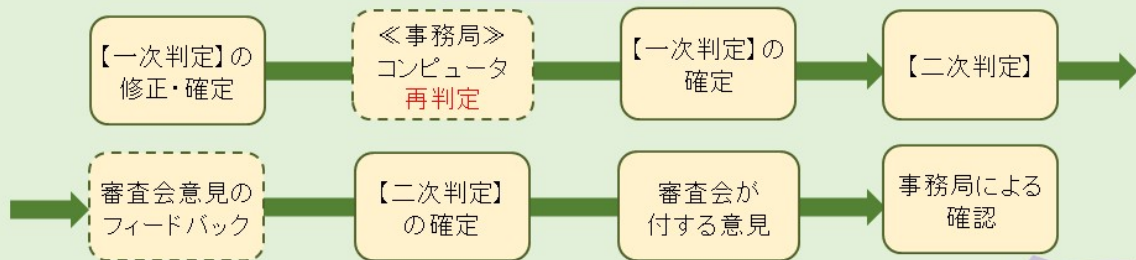 【一次判定】の
修正・確定
≪事務局≫
コンピュータ
再判定
【一次判定】の
確定
【二次判定】
審査会意見の
フィードバック
【二次判定】
の確定
審査会が
付する意見
事務局による
確認